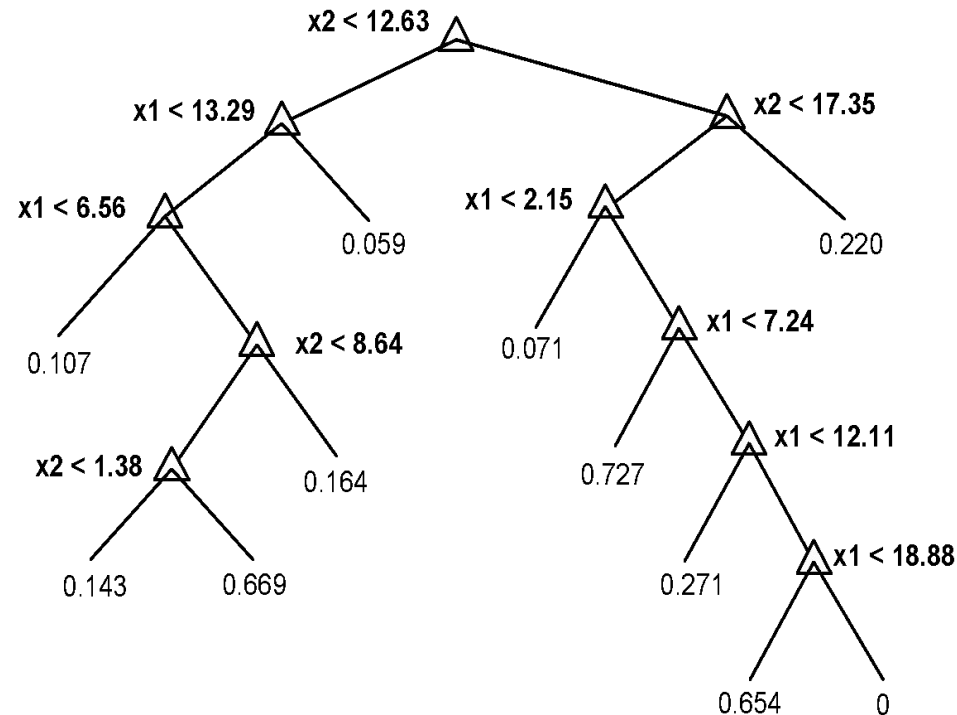 x2 < 12.63
x1 < 13.29
x2 < 17.35
x1 < 6.56
x1 < 2.15
0.059
0.220
0.107
x2 < 8.64
0.071
x1 < 7.24
x2 < 1.38
0.164
0.727
x1 < 12.11
0.143
0.669
0.271
x1 < 18.88
0.654
0